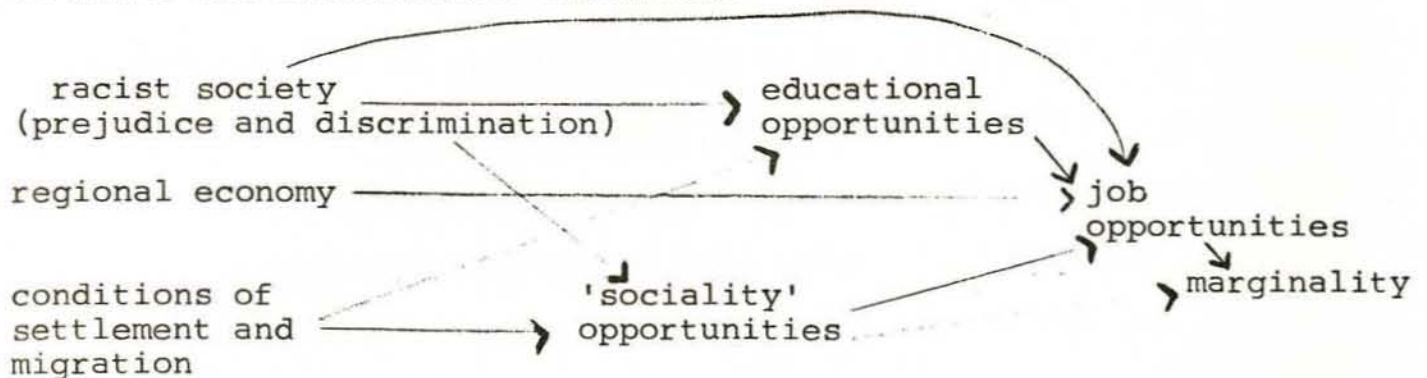 racist society
(prejudice and discrimination)
educational
opportunities
regional economy
job
opportunities
conditions of
settlement and
migration
'sociality'
opportunities
marginality